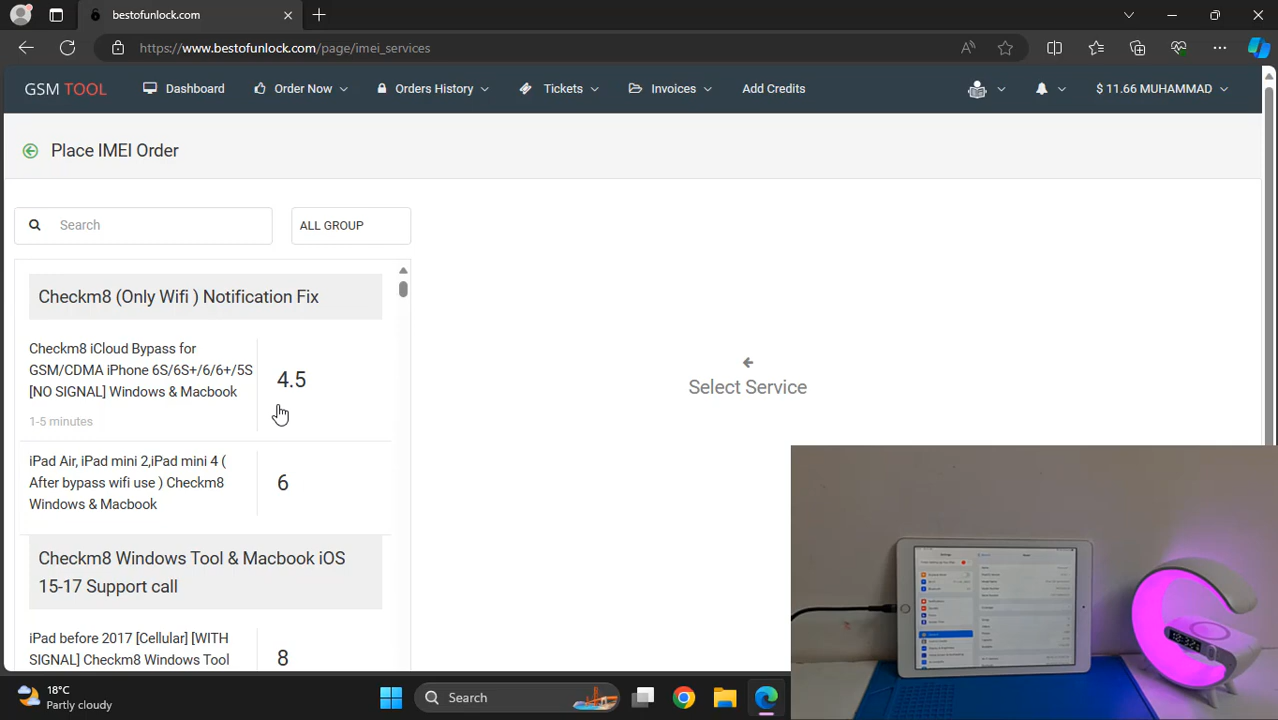 bestofunlock.com
https://www.bestofunlock.com/page/imei_services
GSM TOOL
Dashboard
Order Now
Orders History
Tickets
Invoices
Add Credits
$ 11.66 MUHAMMAD
Place IMEI Order
Search
ALL GROUP
Checkm8 (Only Wifi ) Notification Fix
Checkm8 iCloud Bypass for
GSM/CDMA iPhone 6S/6S+/6/6+/5S
[NO SIGNAL] Windows & Macbook
4.5
1-5 minutes
iPad Air, iPad mini 2,iPad mini 4 (
After bypass wifi use ) Checkm8
Windows & Macbook
6
Checkm8 Windows Tool & Macbook iOS
15-17 Support call
iPad before 2017 [Cellular] [WITH
SIGNAL] Checkm8 Windows Tool
8
Select Service
18°C
Partly cloudy
Search